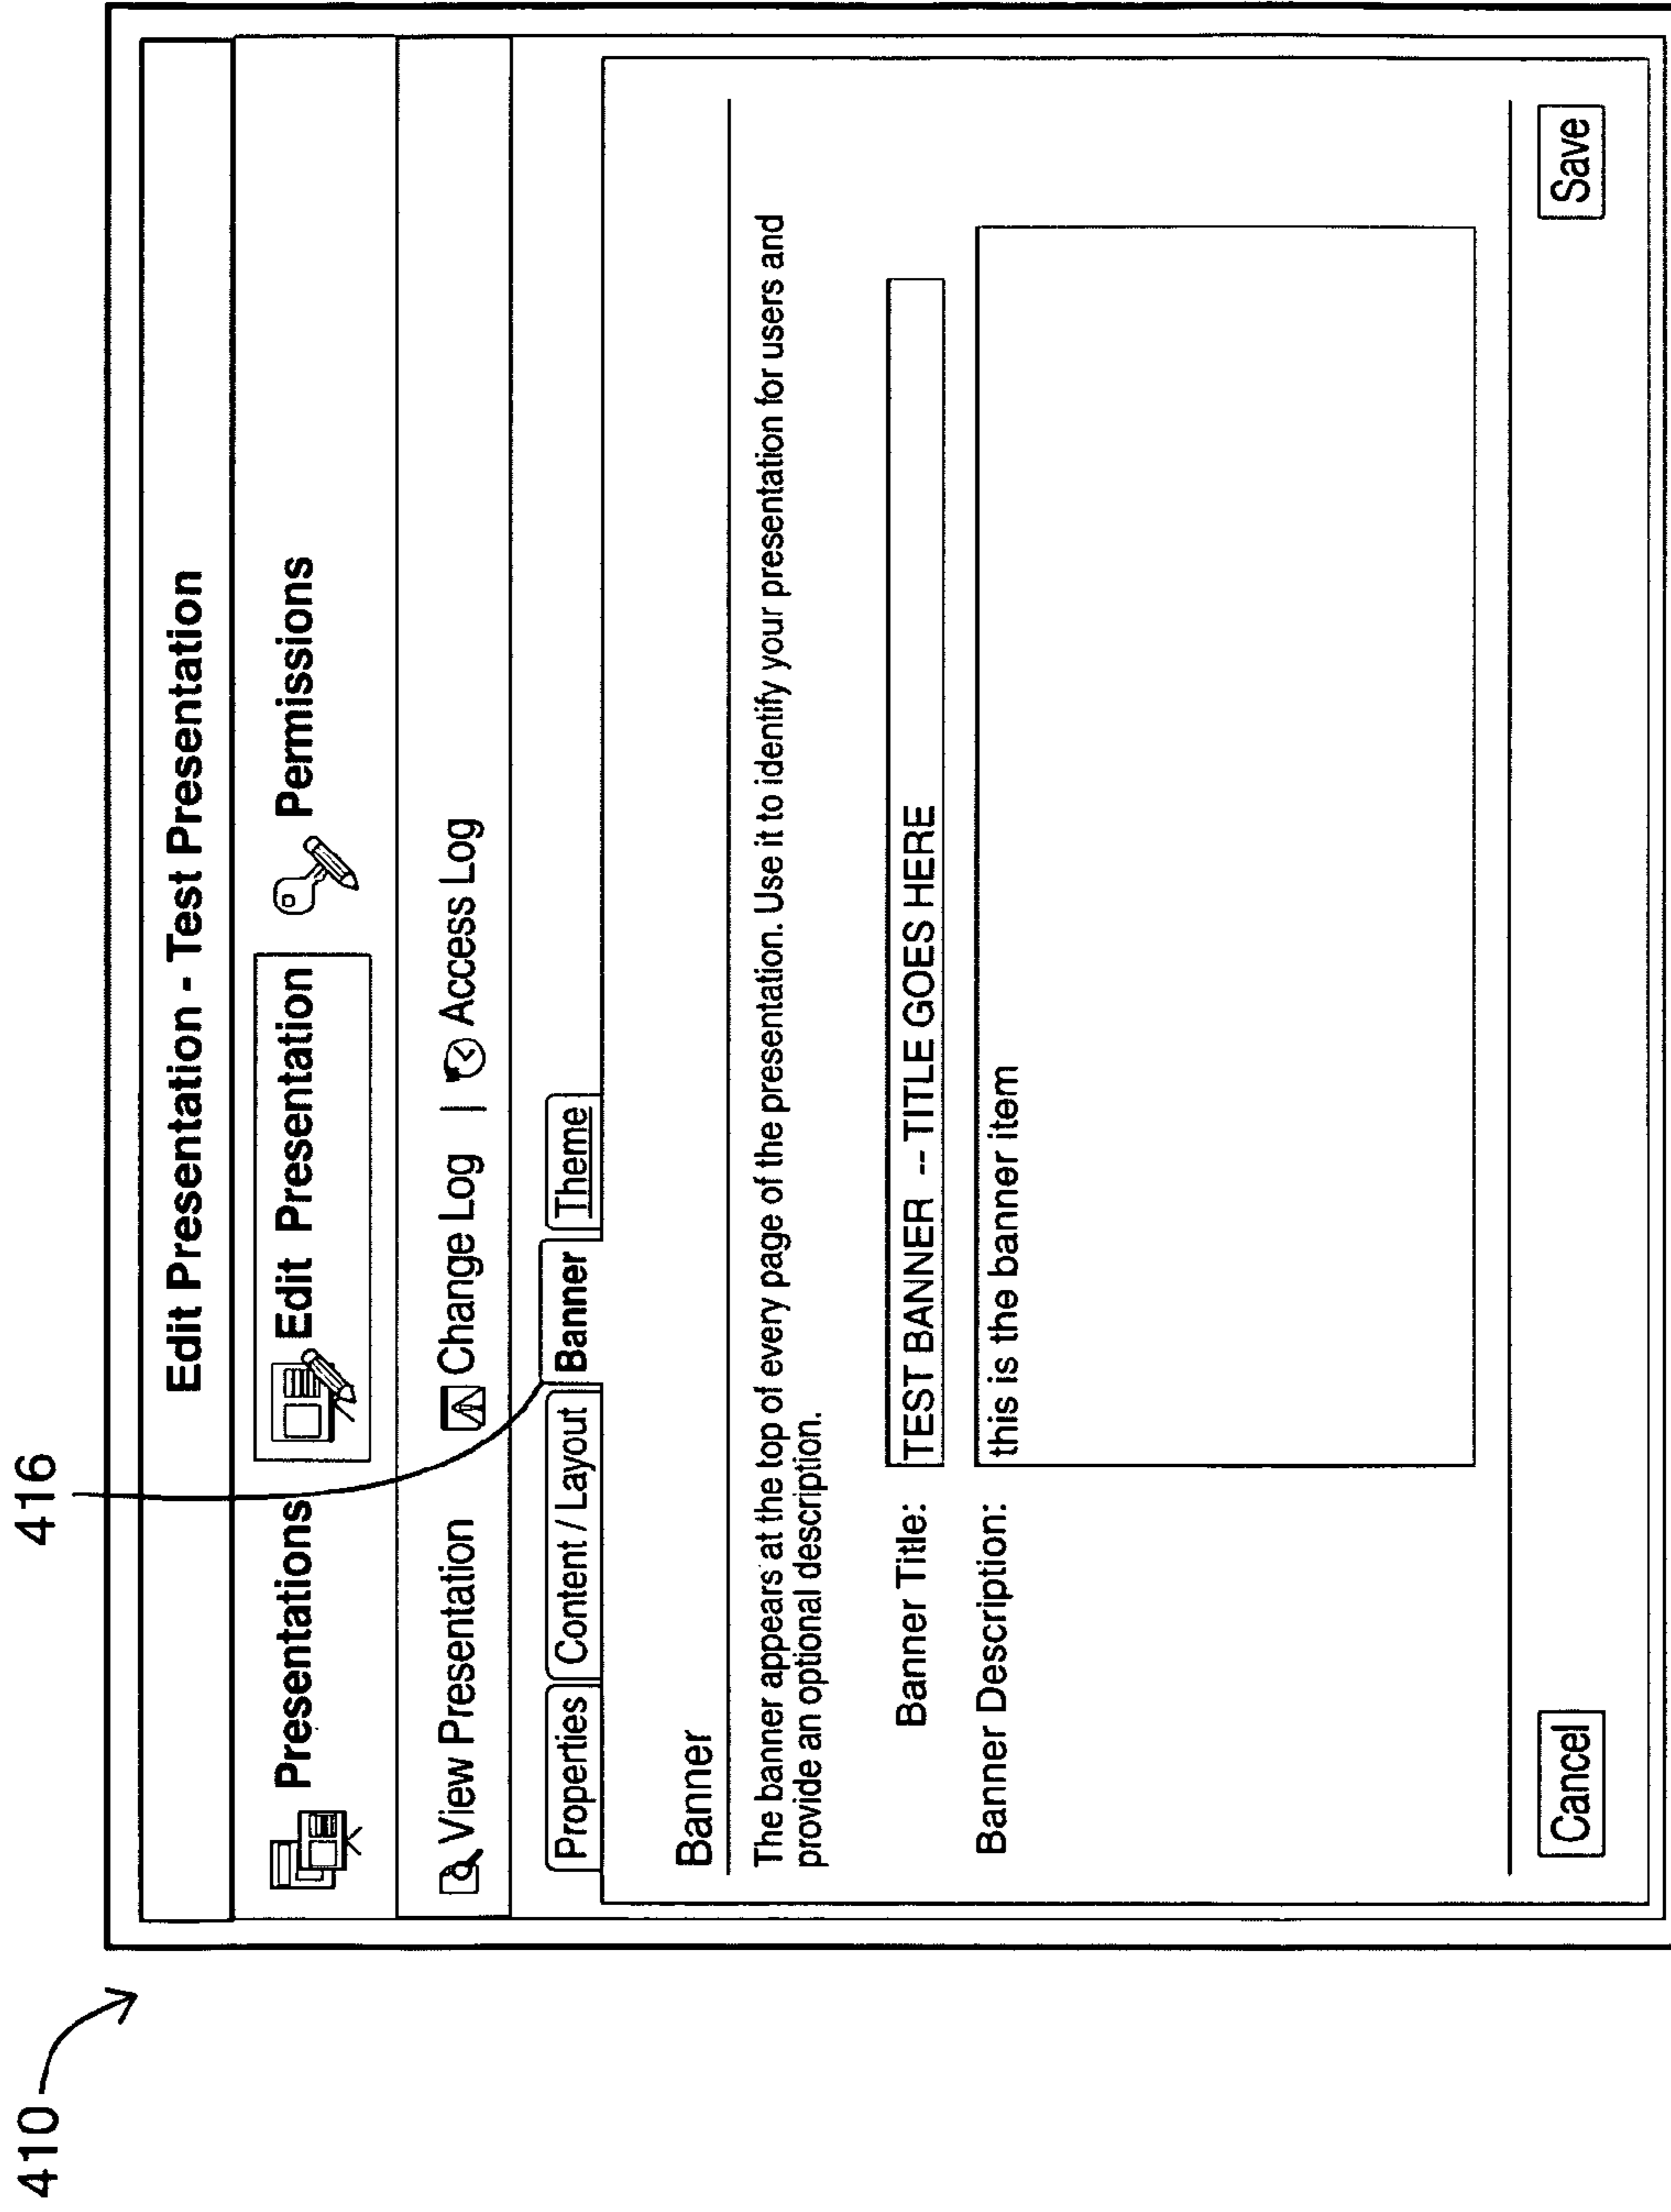 410
416
Edit Presentation - Test Presentation
Presentations Edit Presentation Permissions
View Presentation Change Log | Access Log
Properties Content / Layout Banner Theme
Banner
The banner appears at the top of every page of the presentation. Use it to identify your presentation for users and
provide an optional description.
Banner Title: TEST BANNER -- TITLE GOES HERE
Banner Description: this is the banner item
Cancel Save